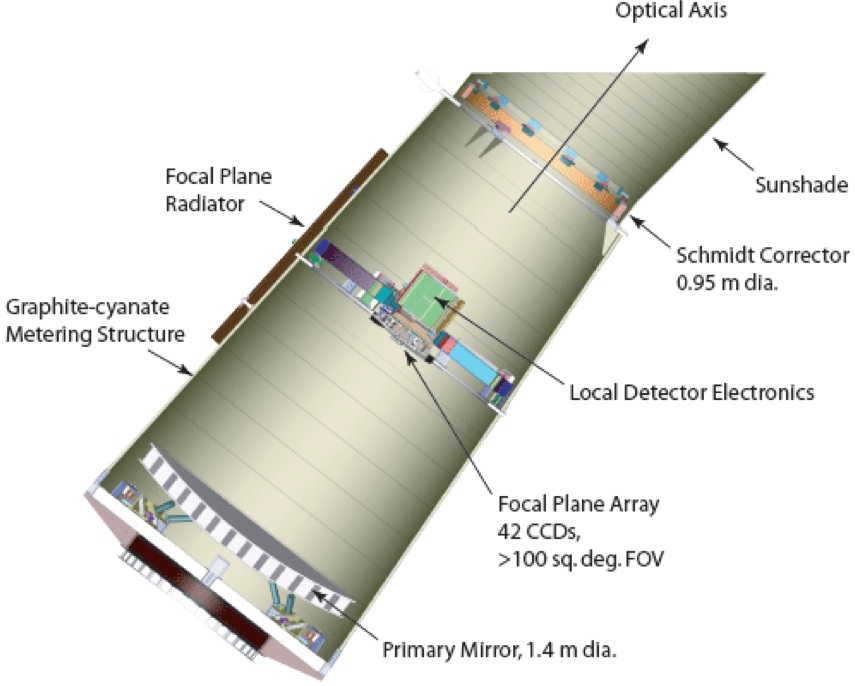 Optical Axis
Focal Plane
Radiator
Sunshade
Schmidt Corrector
0.95 m dia.
Graphite-cyanate
Metering Structure
Local Detector Electronics
Focal Plane Array
42 CCDs,
>100 sq. deg. FOV
Primary Mirror, 1.4 m dia.